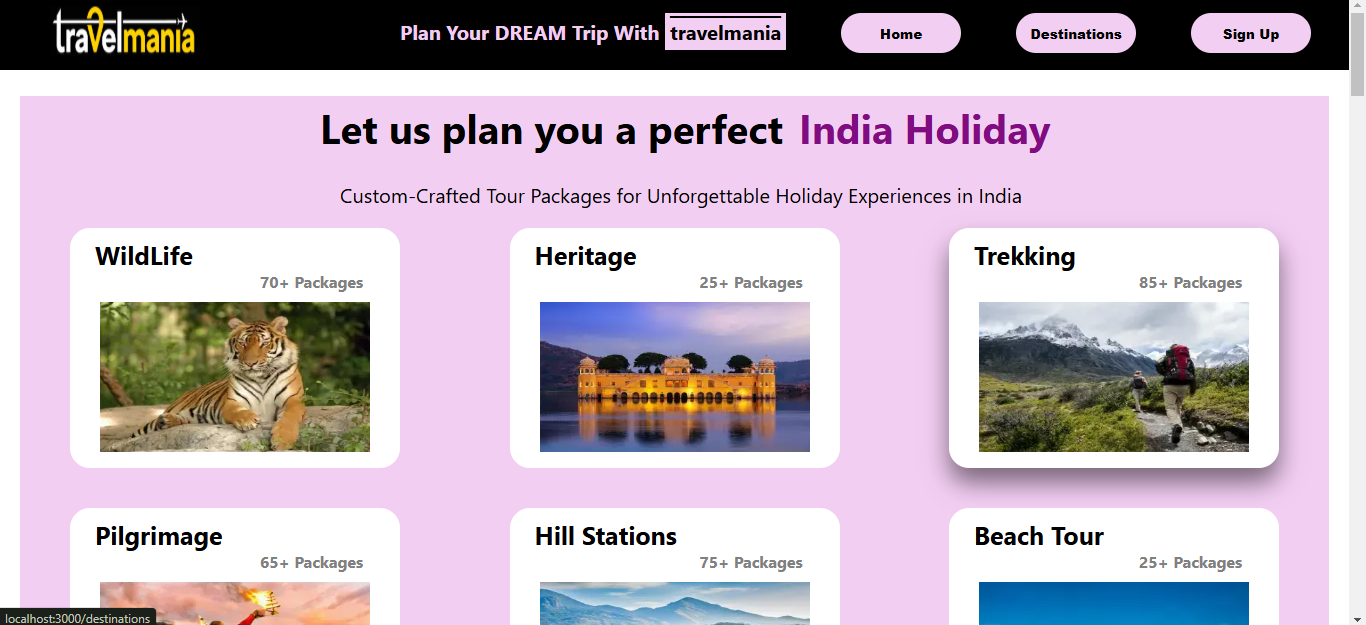 travelmania
Plan Your DREAM Trip With travelmania
Home
Destinations
Sign Up
Let us plan you a perfect India Holiday
Custom-Crafted Tour Packages for Unforgettable Holiday Experiences in India
WildLife
70+ Packages
Heritage
25+ Packages
Trekking
85+ Packages
Pilgrimage
65+ Packages
Hill Stations
75+ Packages
Beach Tour
25+ Packages
localhost:3000/destinations